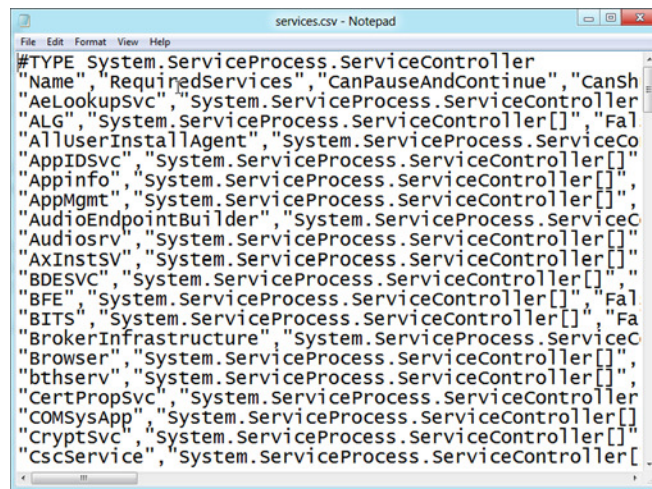 services.csv - Notepad
File Edit Format View Help
#TYPE System.ServiceProcess.ServiceController
"Name","RequiredServices","CanPauseAndContinue","CanSh
"AeLookupSvc","System.ServiceProcess.ServiceController
"ALG","System.ServiceProcess.ServiceController[]","Fal
"AllUserInstallAgent","System.ServiceProcess.ServiceCo
"AppIDSvc","System.ServiceProcess.ServiceController[]"
"Appinfo","System.ServiceProcess.ServiceController[]",
"AppMgmt","System.ServiceProcess.ServiceController[]",
"AudioEndpointBuilder","System.ServiceProcess.ServiceC
"Audiosrv","System.ServiceProcess.ServiceController[]"
"AxInstSV","System.ServiceProcess.ServiceController[]"
"BDESVC","System.ServiceProcess.ServiceController[]","
"BFE","System.ServiceProcess.ServiceController[]","Fal
"BITS","System.ServiceProcess.ServiceController[]","Fa
"BrokerInfrastructure","System.ServiceProcess.ServiceC
"Browser","System.ServiceProcess.ServiceController[]",
"bthserv","System.ServiceProcess.ServiceController[]",
"CertPropSvc","System.ServiceProcess.ServiceController
"COMSysApp","System.ServiceProcess.ServiceController[]
"CryptSvc","System.ServiceProcess.ServiceController[]"
"CscService","System.ServiceProcess.ServiceController[